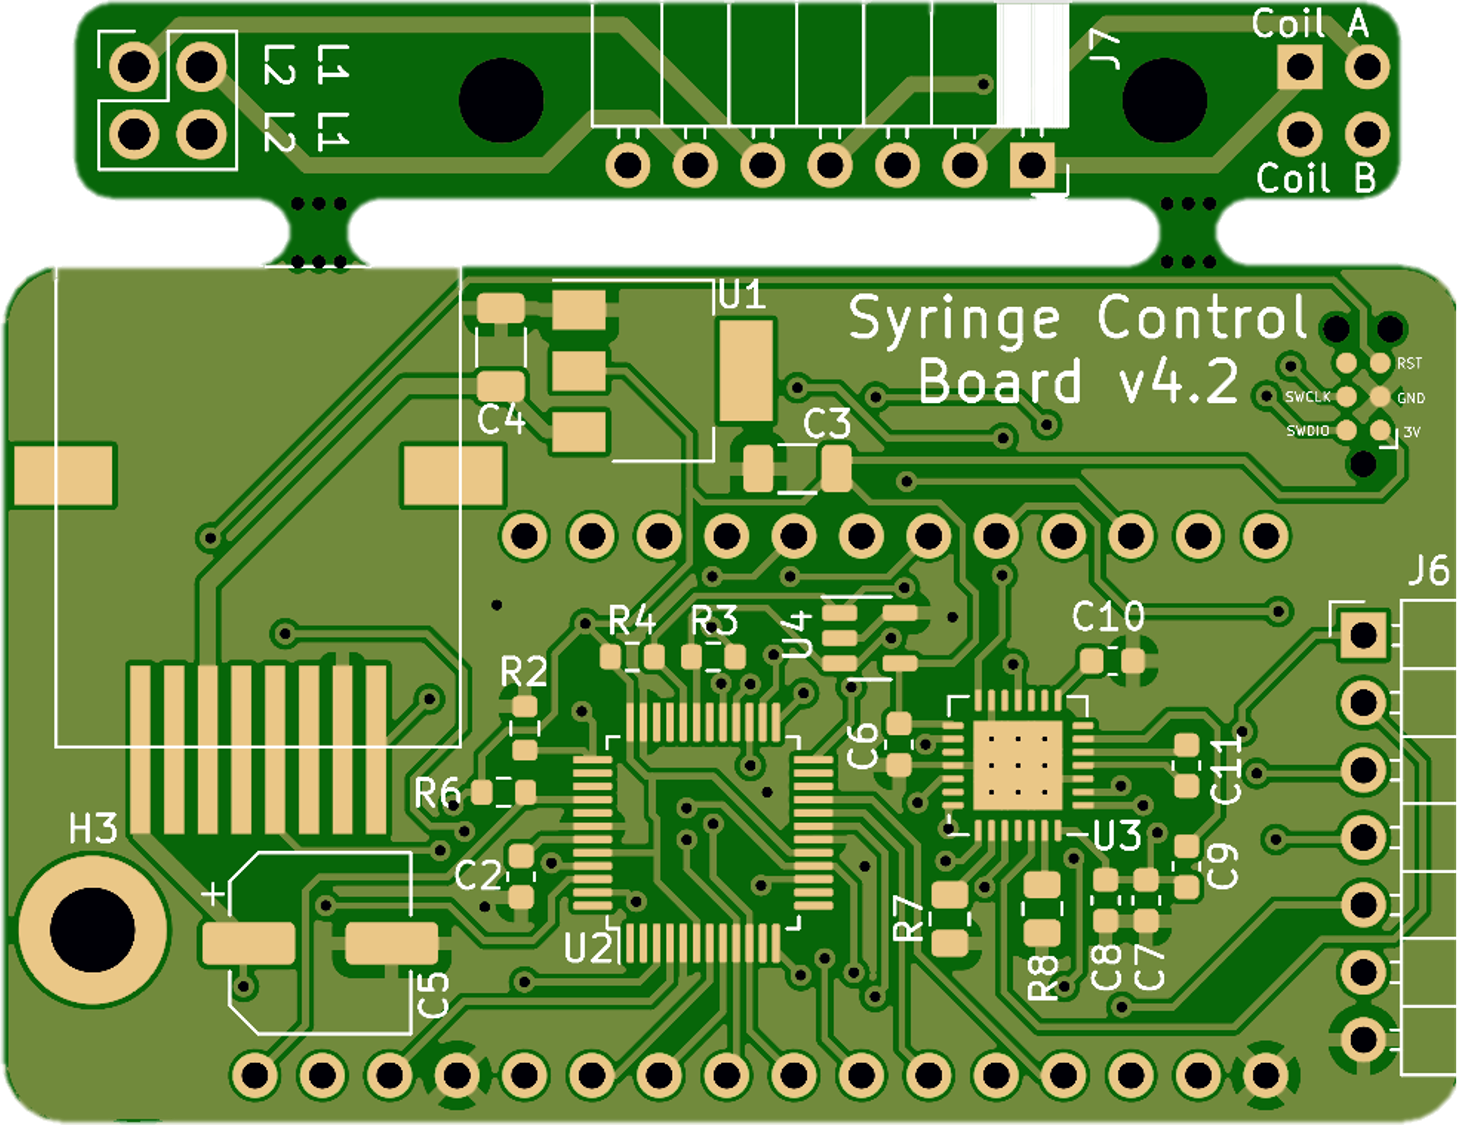 Coil A
J7
L2 L1
L2 L1
Coil B
U1
Syringe Control
Board v4.2
RST
SWCLK
GND
SWDIO
3V
C4
C3
J6
R4
R3
U4
C10
R2
C6
C11
R6
H3
U3
C9
C2
+
R7
U2
C5
R8
C8
C7